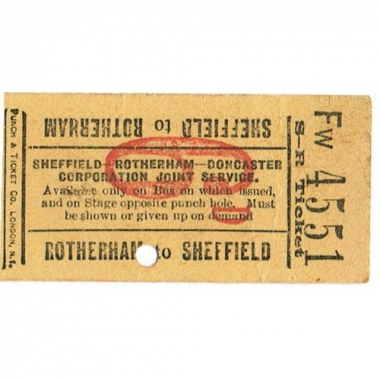 PUNCH & TICKET CO. LONDON, N.1.
SHEFFIELD to ROTHERHAM
SHEFFIELD—ROTHERHAM—DONCASTER
CORPORATION JOINT SERVICE.
Available only on Bus on which issued,
and on Stage opposite punch hole. Must
be shown or given up on demand
ROTHERHAM to SHEFFIELD
S—R Ticket
FW 4551